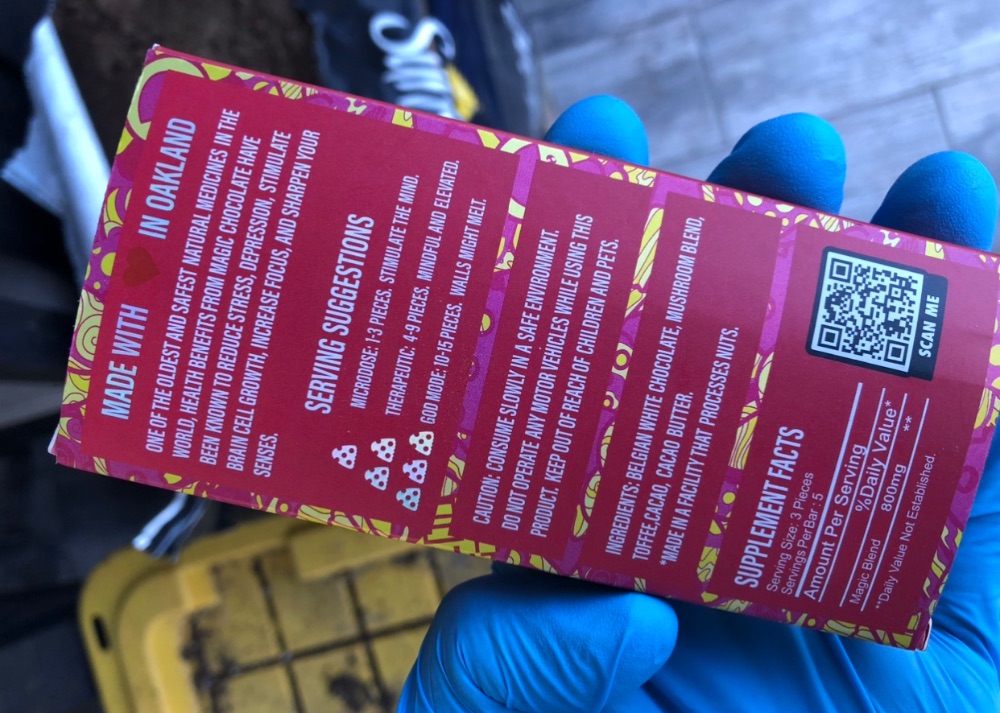 MADE WITH IN OAKLAND
ONE OF THE OLDEST AND SAFEST NATURAL MEDICINES IN THE
WORLD, HEALTH BENEFITS FROM MAGIC CHOCOLATE HAVE
BEEN KNOWN TO REDUCE STRESS, DEPRESSION, STIMULATE
BRAIN CELL GROWTH, INCREASE FOCUS, AND SHARPEN YOUR
SENSES.
SERVING SUGGESTIONS
MICRODOSE: 1-3 PIECES, STIMULATE THE MIND.
THERAPEUTIC: 4-9 PIECES, MINDFUL AND ELEVATED.
GOD MODE: 10-15 PIECES, WALLS MIGHT MELT.
CAUTION: CONSUME SLOWLY IN A SAFE ENVIROMENT.
DO NOT OPERATE ANY MOTOR VEHICLES WHILE USING THIS
PRODUCT. KEEP OUT OF REACH OF CHILDREN AND PETS.
INGREDIENTS: BELGIAN WHITE CHOCOLATE, MUSHROOM BLEND,
TOFFEE, CACAO, CACAO BUTTER.
*MADE IN A FACILITY THAT PROCESSES NUTS.
SUPPLEMENT FACTS
Serving Size: 3 Pieces
Servings Per Bar : 5
Amount Per Serving
%Daily Value*
Magic Blend 800mg **
**Daily Value Not Established.
SCAN ME